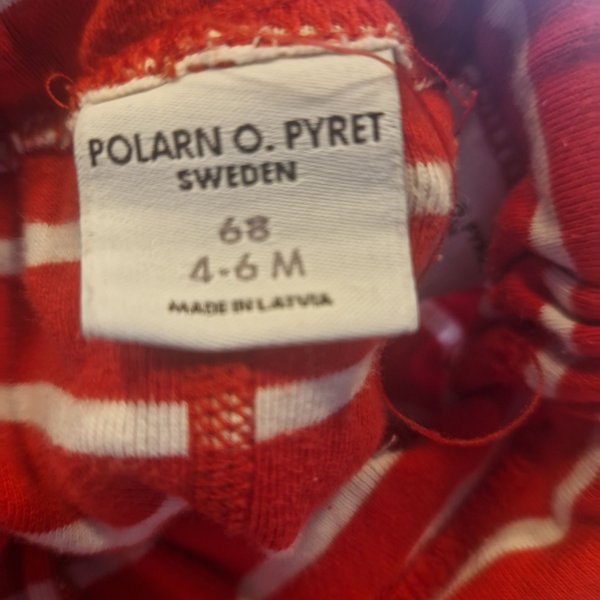 POLARN O. PYRET
SWEDEN
68
4-6 M
MADE IN LATVIA